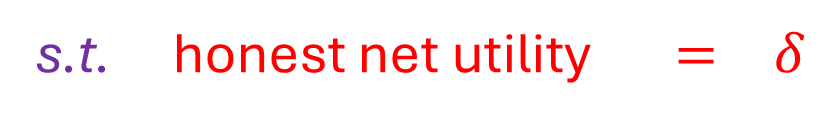 s.t. honest net utility = δ